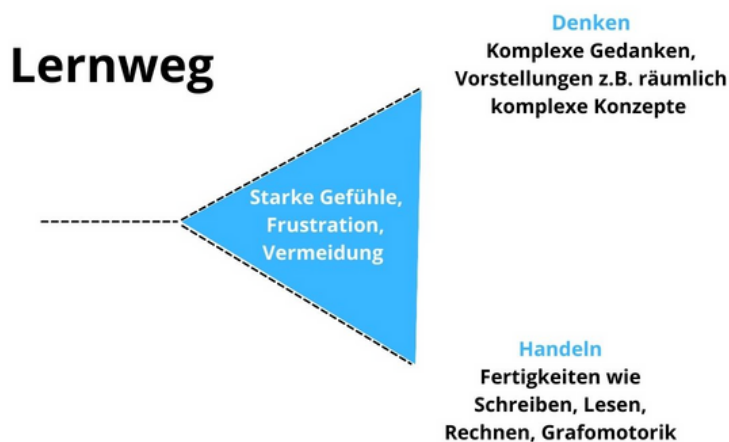 Lernweg
Denken
Komplexe Gedanken,
Vorstellungen z.B. räumlich
komplexe Konzepte
Starke Gefühle,
Frustration,
Vermeidung
Handeln
Fertigkeiten wie
Schreiben, Lesen,
Rechnen, Grafomotorik